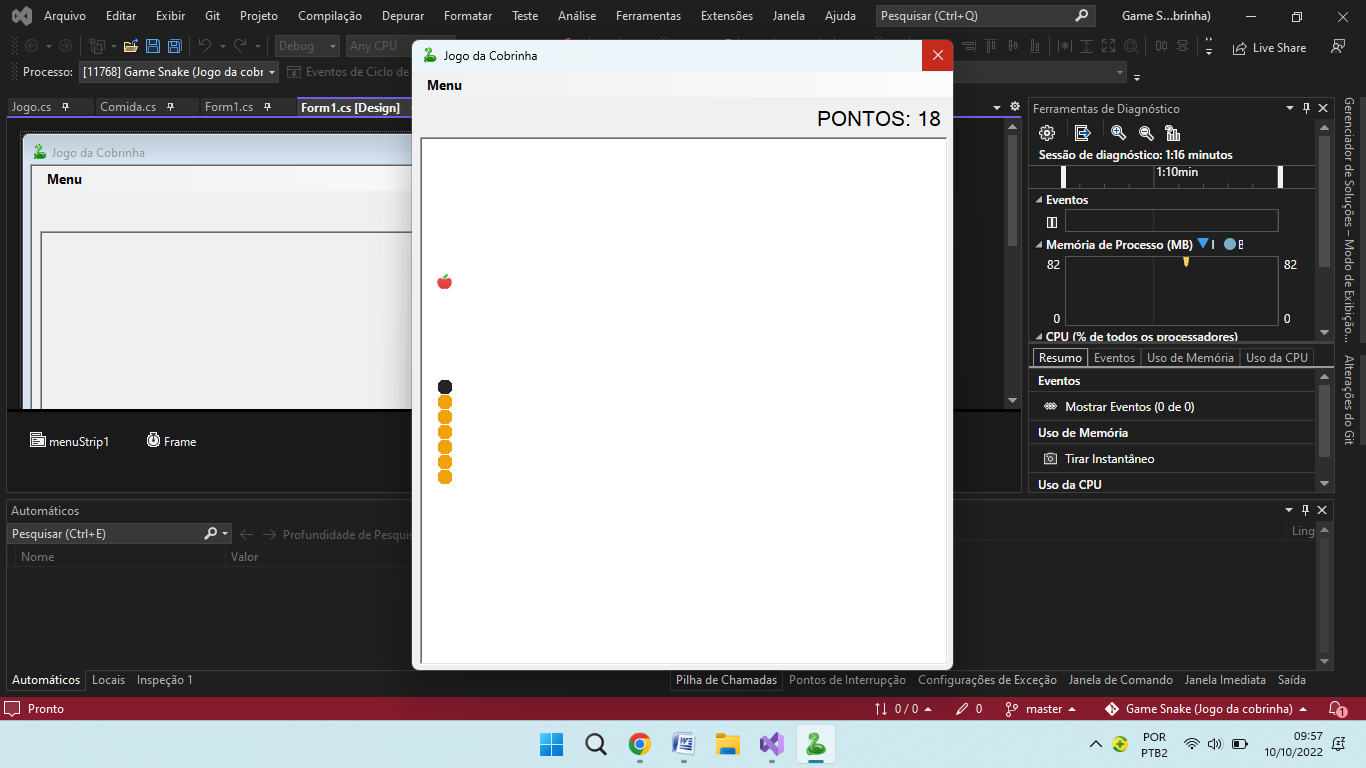 Arquivo Editar Exibir Git Projeto Compilação Depurar Formatar Teste Análise Ferramentas Extensões Janela Ajuda Pesquisar (Ctrl+Q) Game S...brinha)
Debug Any CPU Live Share
Processo: [11768] Game Snake (Jogo da cobr Eventos de Ciclo de
Jogo.cs Comida.cs Form1.cs Form1.cs [Design]
Jogo da Cobrinha
Menu
menuStrip1 Frame
Jogo da Cobrinha
Menu
PONTOS: 18
Ferramentas de Diagnóstico
Sessão de diagnóstico: 1:16 minutos
1:10min
Eventos
Memória de Processo (MB)
82 82
0 0
CPU (% de todos os processadores)
Resumo Eventos Uso de Memória Uso da CPU
Eventos
Mostrar Eventos (0 de 0)
Uso de Memória
Tirar Instantâneo
Uso da CPU
Gerenciador de Soluções – Modo de Exibição...
Alterações do Git
Automáticos
Pesquisar (Ctrl+E) Profundidade de Pesquis
Nome Valor
Ling
Automáticos Locais Inspeção 1
Pilha de Chamadas Pontos de Interrupção Configurações de Exceção Janela de Comando Janela Imediata Saída
Pronto 0 / 0 0 master Game Snake (Jogo da cobrinha) 1
POR
PTB2
09:57
10/10/2022